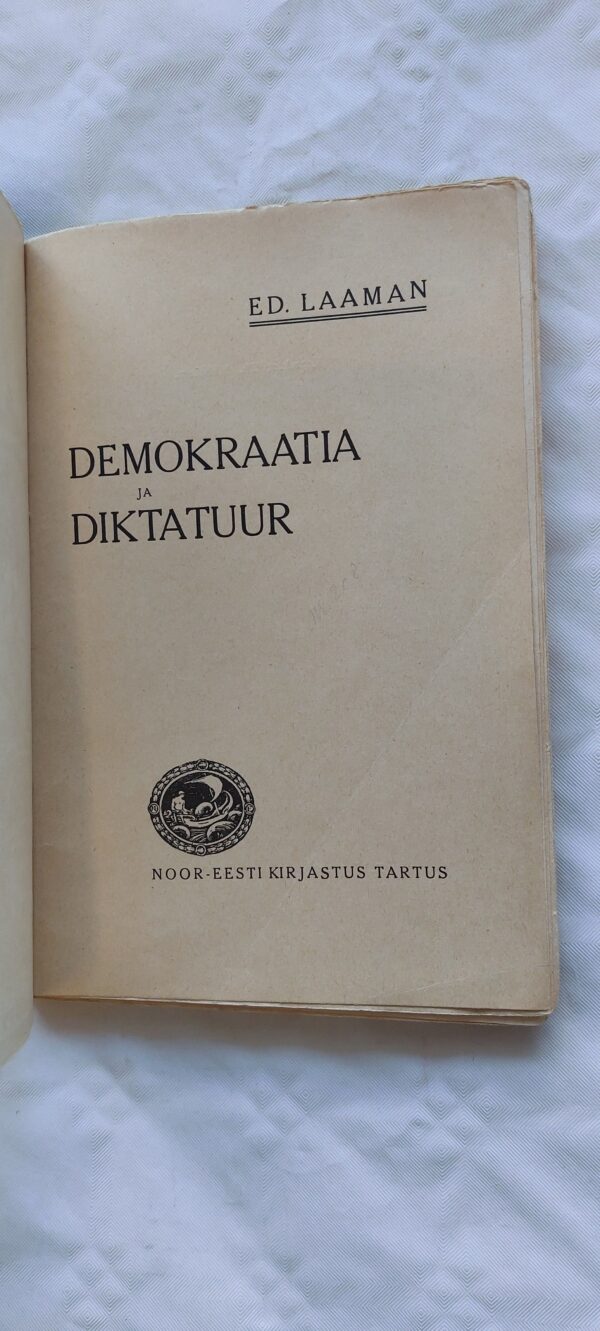 ED. LAAMAN
DEMOKRAATIA
JA
DIKTATUUR
NOOR-EESTI KIRJASTUS TARTUS